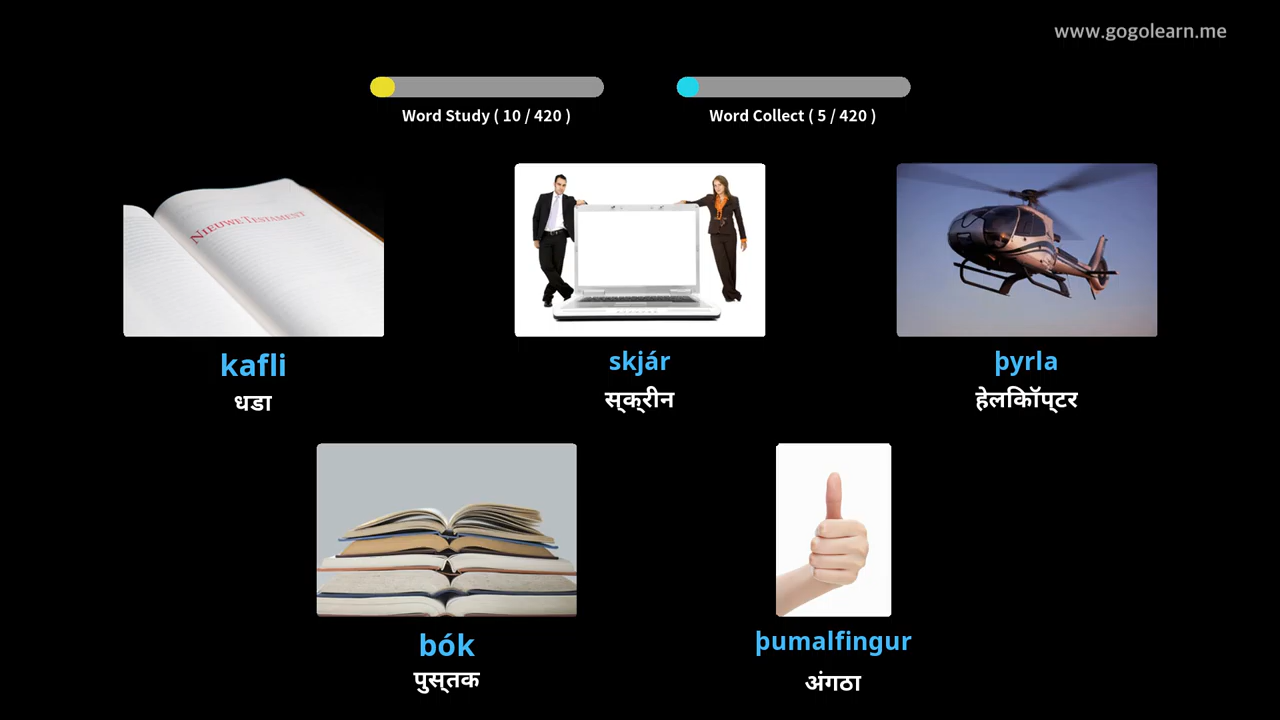 www.gogolearn.me
Word Study ( 10 / 420 )
Word Collect ( 5 / 420 )
NIEUWE TESTAMENT
kafli
skjár
þyrla
धडा
स्क्रीन
हेलिकॉप्टर
bók
þumalfingur
पुस्तक
अंगठा